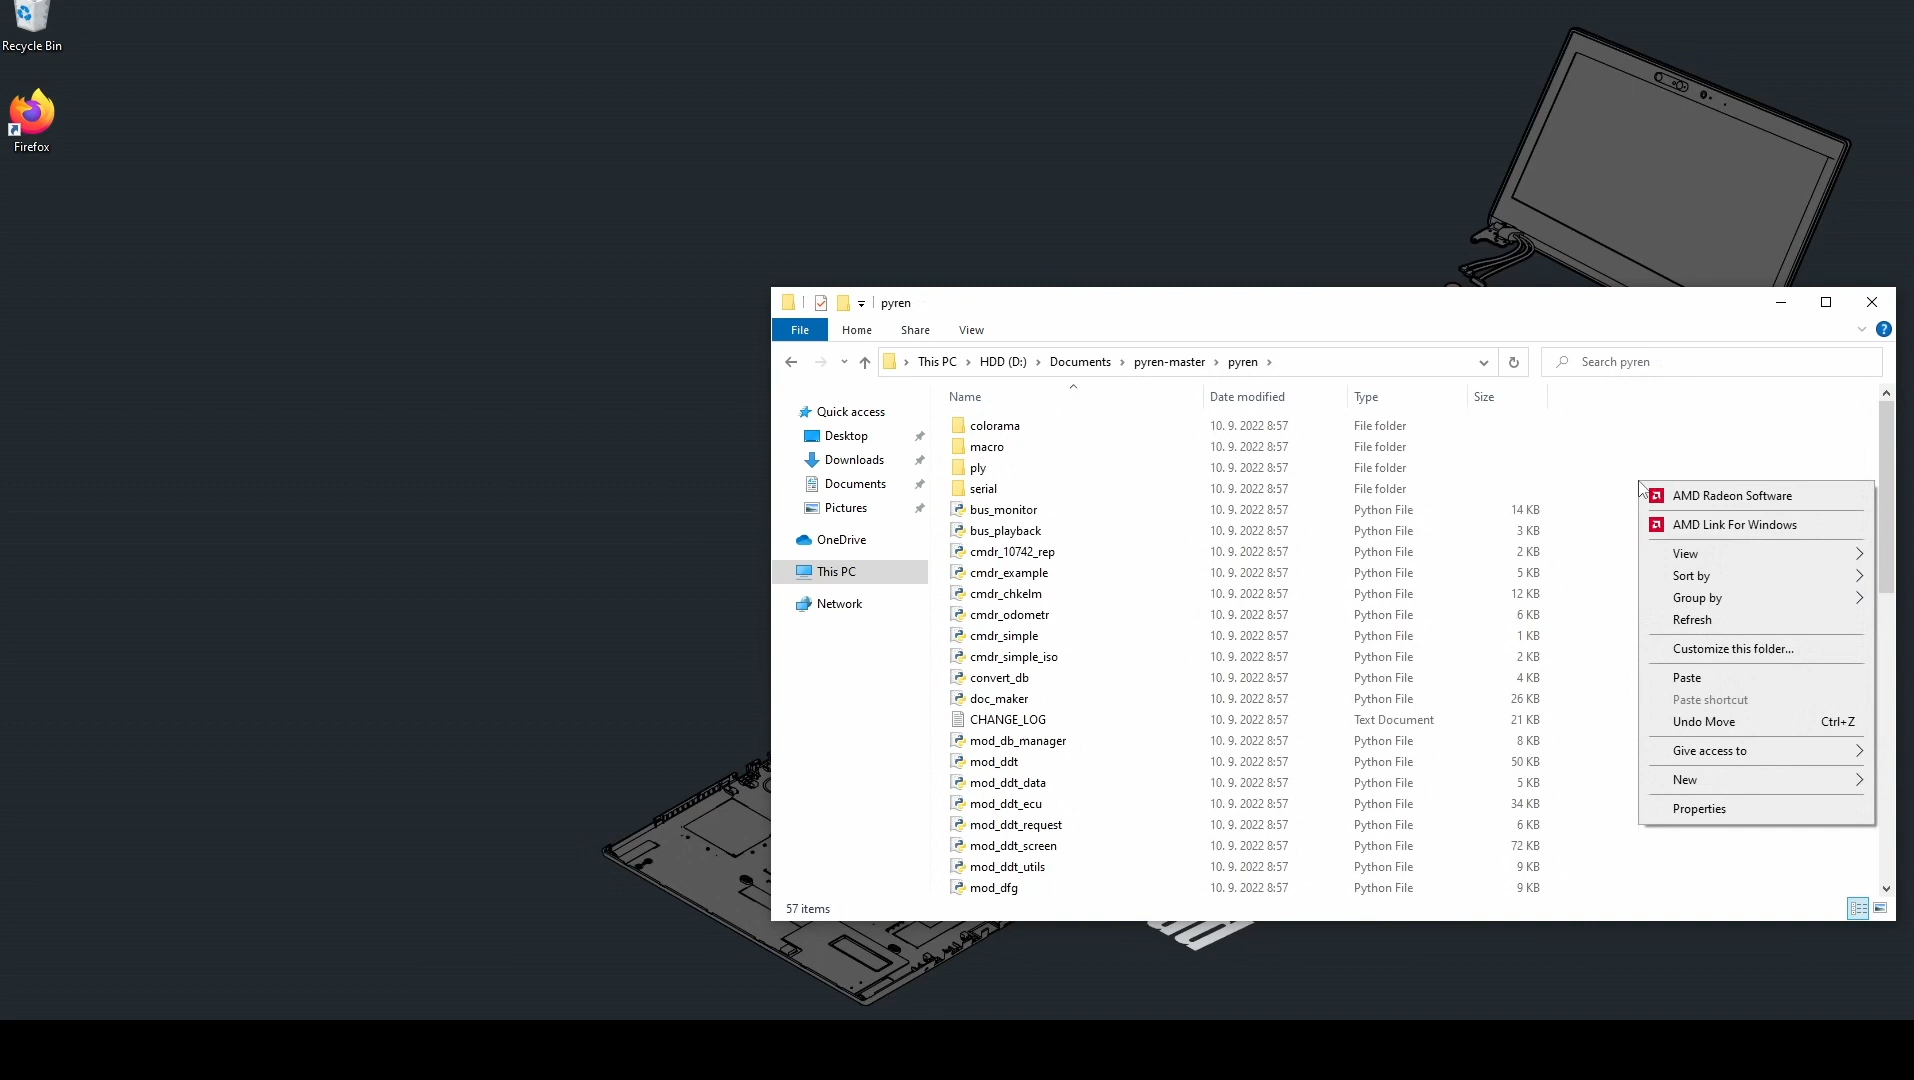 Recycle Bin
Firefox
pyren
File Home Share View
This PC HDD (D:) Documents pyren-master pyren
Search pyren
Name Date modified Type Size
Quick access
Desktop
Downloads
Documents
Pictures
OneDrive
This PC
Network
colorama 10. 9. 2022 8:57 File folder
macro 10. 9. 2022 8:57 File folder
ply 10. 9. 2022 8:57 File folder
serial 10. 9. 2022 8:57 File folder
bus_monitor 10. 9. 2022 8:57 Python File 14 KB
bus_playback 10. 9. 2022 8:57 Python File 3 KB
cmdr_10742_rep 10. 9. 2022 8:57 Python File 2 KB
cmdr_example 10. 9. 2022 8:57 Python File 5 KB
cmdr_chkelm 10. 9. 2022 8:57 Python File 12 KB
cmdr_odometr 10. 9. 2022 8:57 Python File 6 KB
cmdr_simple 10. 9. 2022 8:57 Python File 1 KB
cmdr_simple_iso 10. 9. 2022 8:57 Python File 2 KB
convert_db 10. 9. 2022 8:57 Python File 4 KB
doc_maker 10. 9. 2022 8:57 Python File 26 KB
CHANGE_LOG 10. 9. 2022 8:57 Text Document 21 KB
mod_db_manager 10. 9. 2022 8:57 Python File 8 KB
mod_ddt 10. 9. 2022 8:57 Python File 50 KB
mod_ddt_data 10. 9. 2022 8:57 Python File 5 KB
mod_ddt_ecu 10. 9. 2022 8:57 Python File 34 KB
mod_ddt_request 10. 9. 2022 8:57 Python File 6 KB
mod_ddt_screen 10. 9. 2022 8:57 Python File 72 KB
mod_ddt_utils 10. 9. 2022 8:57 Python File 9 KB
mod_dfg 10. 9. 2022 8:57 Python File 9 KB
57 items
AMD Radeon Software
AMD Link For Windows
View
Sort by
Group by
Refresh
Customize this folder...
Paste
Paste shortcut
Undo Move Ctrl+Z
Give access to
New
Properties